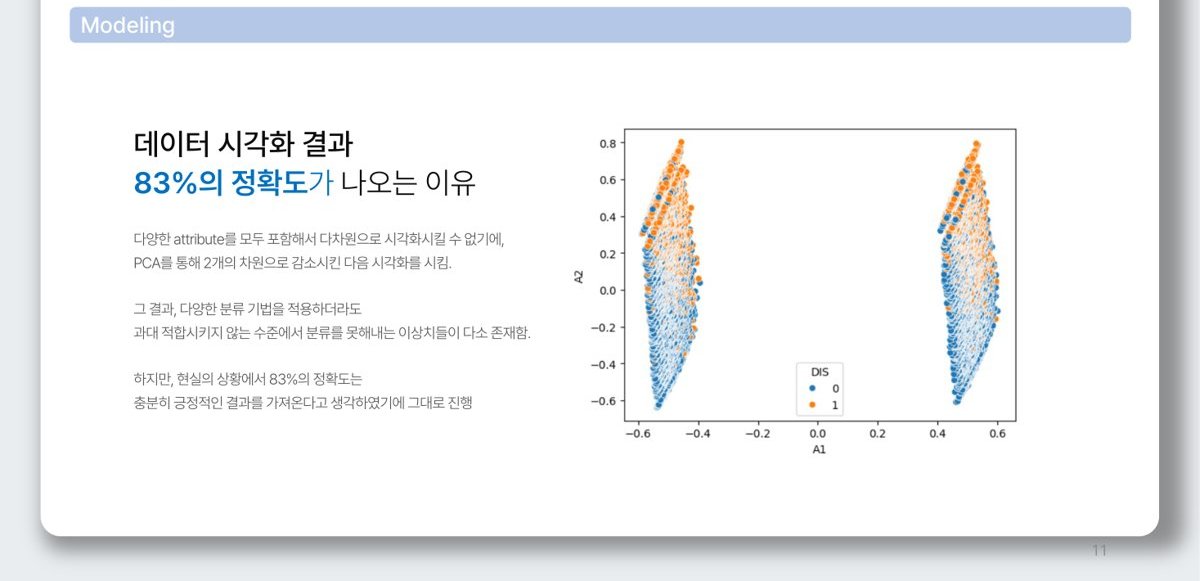 Modeling
데이터 시각화 결과
83%의 정확도가 나오는 이유
다양한 attribute를 모두 포함해서 다차원으로 시각화시킬 수 없기에,
PCA를 통해 2개의 차원으로 감소시킨 다음 시각화를 시킴.
그 결과, 다양한 분류 기법을 적용하더라도
과대 적합시키지 않는 수준에서 분류를 못해내는 이상치들이 다소 존재함.
하지만, 현실의 상황에서 83%의 정확도는
충분히 긍정적인 결과를 가져온다고 생각하였기에 그대로 진행
0.8
0.6
0.4
0.2
0.0
−0.2
−0.4
−0.6
A2
DIS
0
1
−0.6 −0.4 −0.2 0.0 0.2 0.4 0.6
A1
11